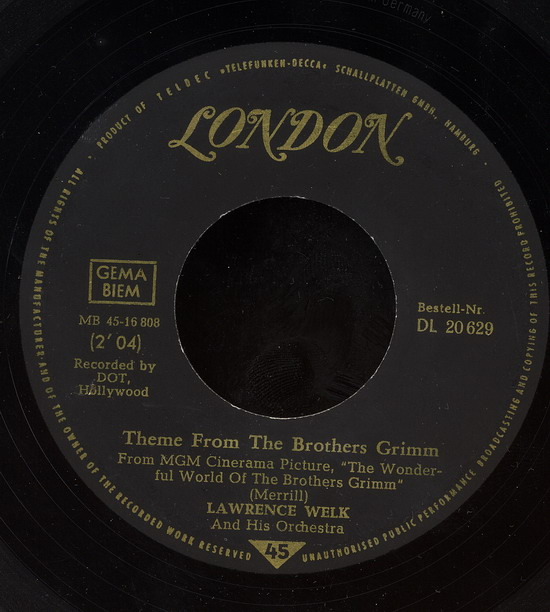 Germany
ALL RIGHTS OF THE MANUFACTURER AND OF THE OWNER OF THE RECORDED WORK RESERVED
· PRODUCT OF TELDEC »TELEFUNKEN-DECCA« SCHALLPLATTEN GMBH., HAMBURG ·
UNAUTHORISED PUBLIC PERFORMANCE BROADCASTING AND COPYING OF THIS RECORD PROHIBITED
LONDON
GEMA
BIEM
MB 45-16 808
(2' 04)
Recorded by
DOT,
Hollywood
Bestell-Nr.
DL 20 629
Theme From The Brothers Grimm
From MGM Cinerama Picture, "The Wonder-
ful World Of The Brothers Grimm"
(Merrill)
LAWRENCE WELK
And His Orchestra
45